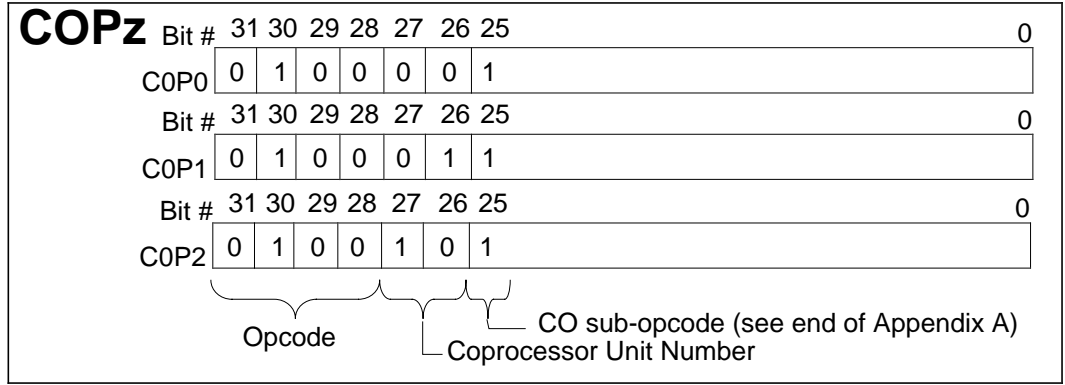 COPz Bit # 31 30 29 28 27 26 25 0
C0P0 0 1 0 0 0 0 1
Bit # 31 30 29 28 27 26 25 0
C0P1 0 1 0 0 0 1 1
Bit # 31 30 29 28 27 26 25 0
C0P2 0 1 0 0 1 0 1
CO sub-opcode (see end of Appendix A)
Opcode
Coprocessor Unit Number